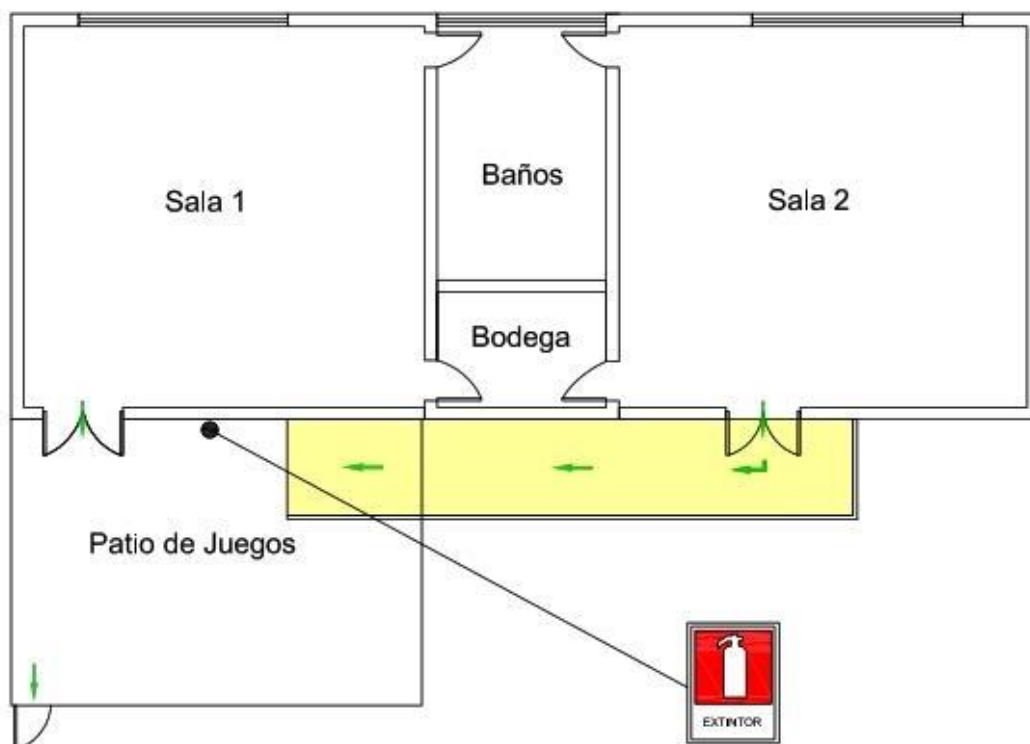 Sala 1
Baños
Sala 2
Bodega
Patio de Juegos
EXTINTOR